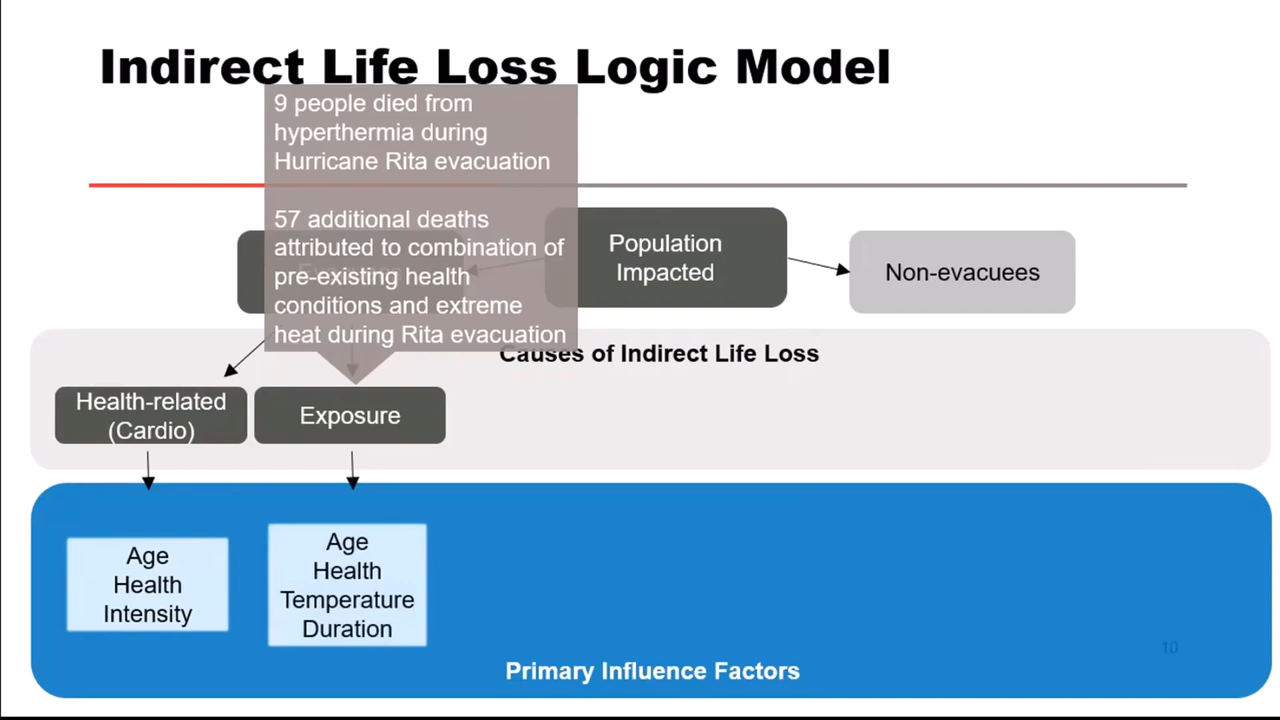 Indirect Life Loss Logic Model
9 people died from
hyperthermia during
Hurricane Rita evacuation
57 additional deaths
attributed to combination of
pre-existing health
conditions and extreme
heat during Rita evacuation
Population
Impacted
Non-evacuees
Causes of Indirect Life Loss
Health-related
(Cardio)
Exposure
Age
Health
Intensity
Age
Health
Temperature
Duration
10
Primary Influence Factors